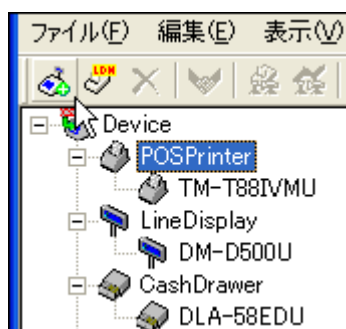 ファイル(F) 編集(E) 表示(V)
LDN
Device
POSPrinter
TM-T88IVMU
LineDisplay
DM-D500U
CashDrawer
DLA-58EDU